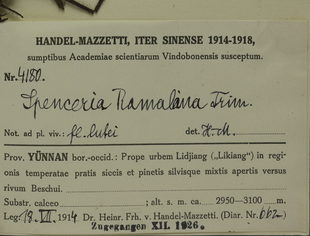 HANDEL-MAZZETTI, ITER SINENSE 1914-1918,
sumptibus Academiae scientiarum Vindobonensis susceptum.
Nr. 4180.
Spenceria Ramalana Trim.
Not. ad pl. viv.: fl. lutei det. H-M.
Prov. YÜNNAN bor.-occid.: Prope urbem Lidjiang („Likiang") in regi-
onis temperatae pratis siccis et pinetis silvisque mixtis apertis versus
rivum Beschui.
Substr. calceo ; alt. s. m. ca. 2950—3100 m.
Leg. 18. VII. 1914 Dr. Heinr. Frh. v. Handel-Mazzetti. (Diar. Nr.
Zugegangen XII. 1926.